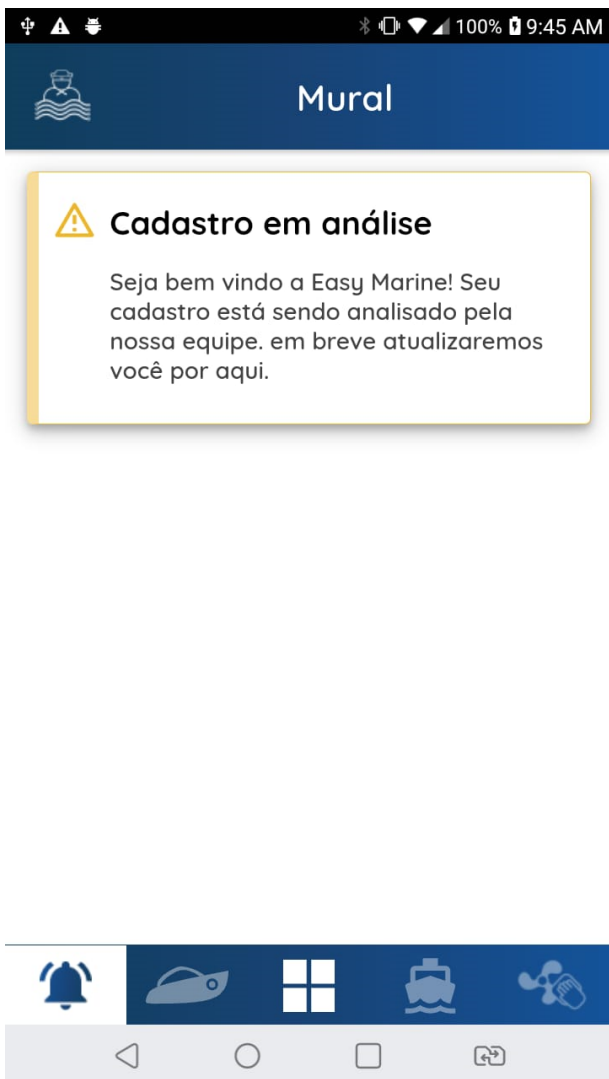 100% 9:45 AM
Mural
Cadastro em análise
Seja bem vindo a Easy Marine! Seu
cadastro está sendo analisado pela
nossa equipe. em breve atualizaremos
você por aqui.